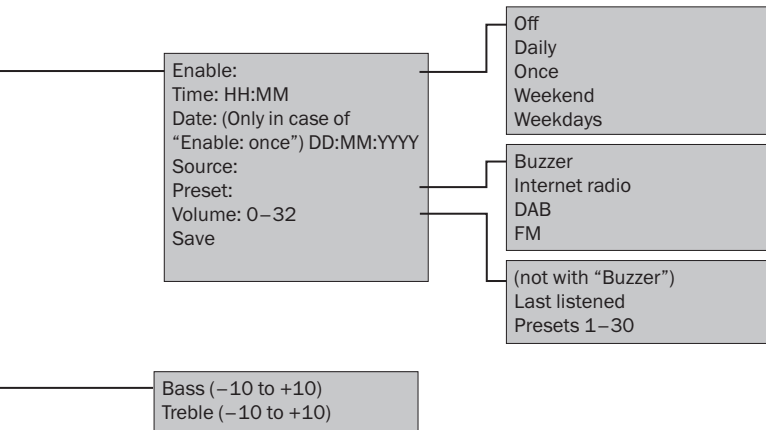 Enable:
Time: HH:MM
Date: (Only in case of
“Enable: once”) DD:MM:YYYY
Source:
Preset:
Volume: 0–32
Save
Off
Daily
Once
Weekend
Weekdays
Buzzer
Internet radio
DAB
FM
(not with “Buzzer”)
Last listened
Presets 1–30
Bass (–10 to +10)
Treble (–10 to +10)